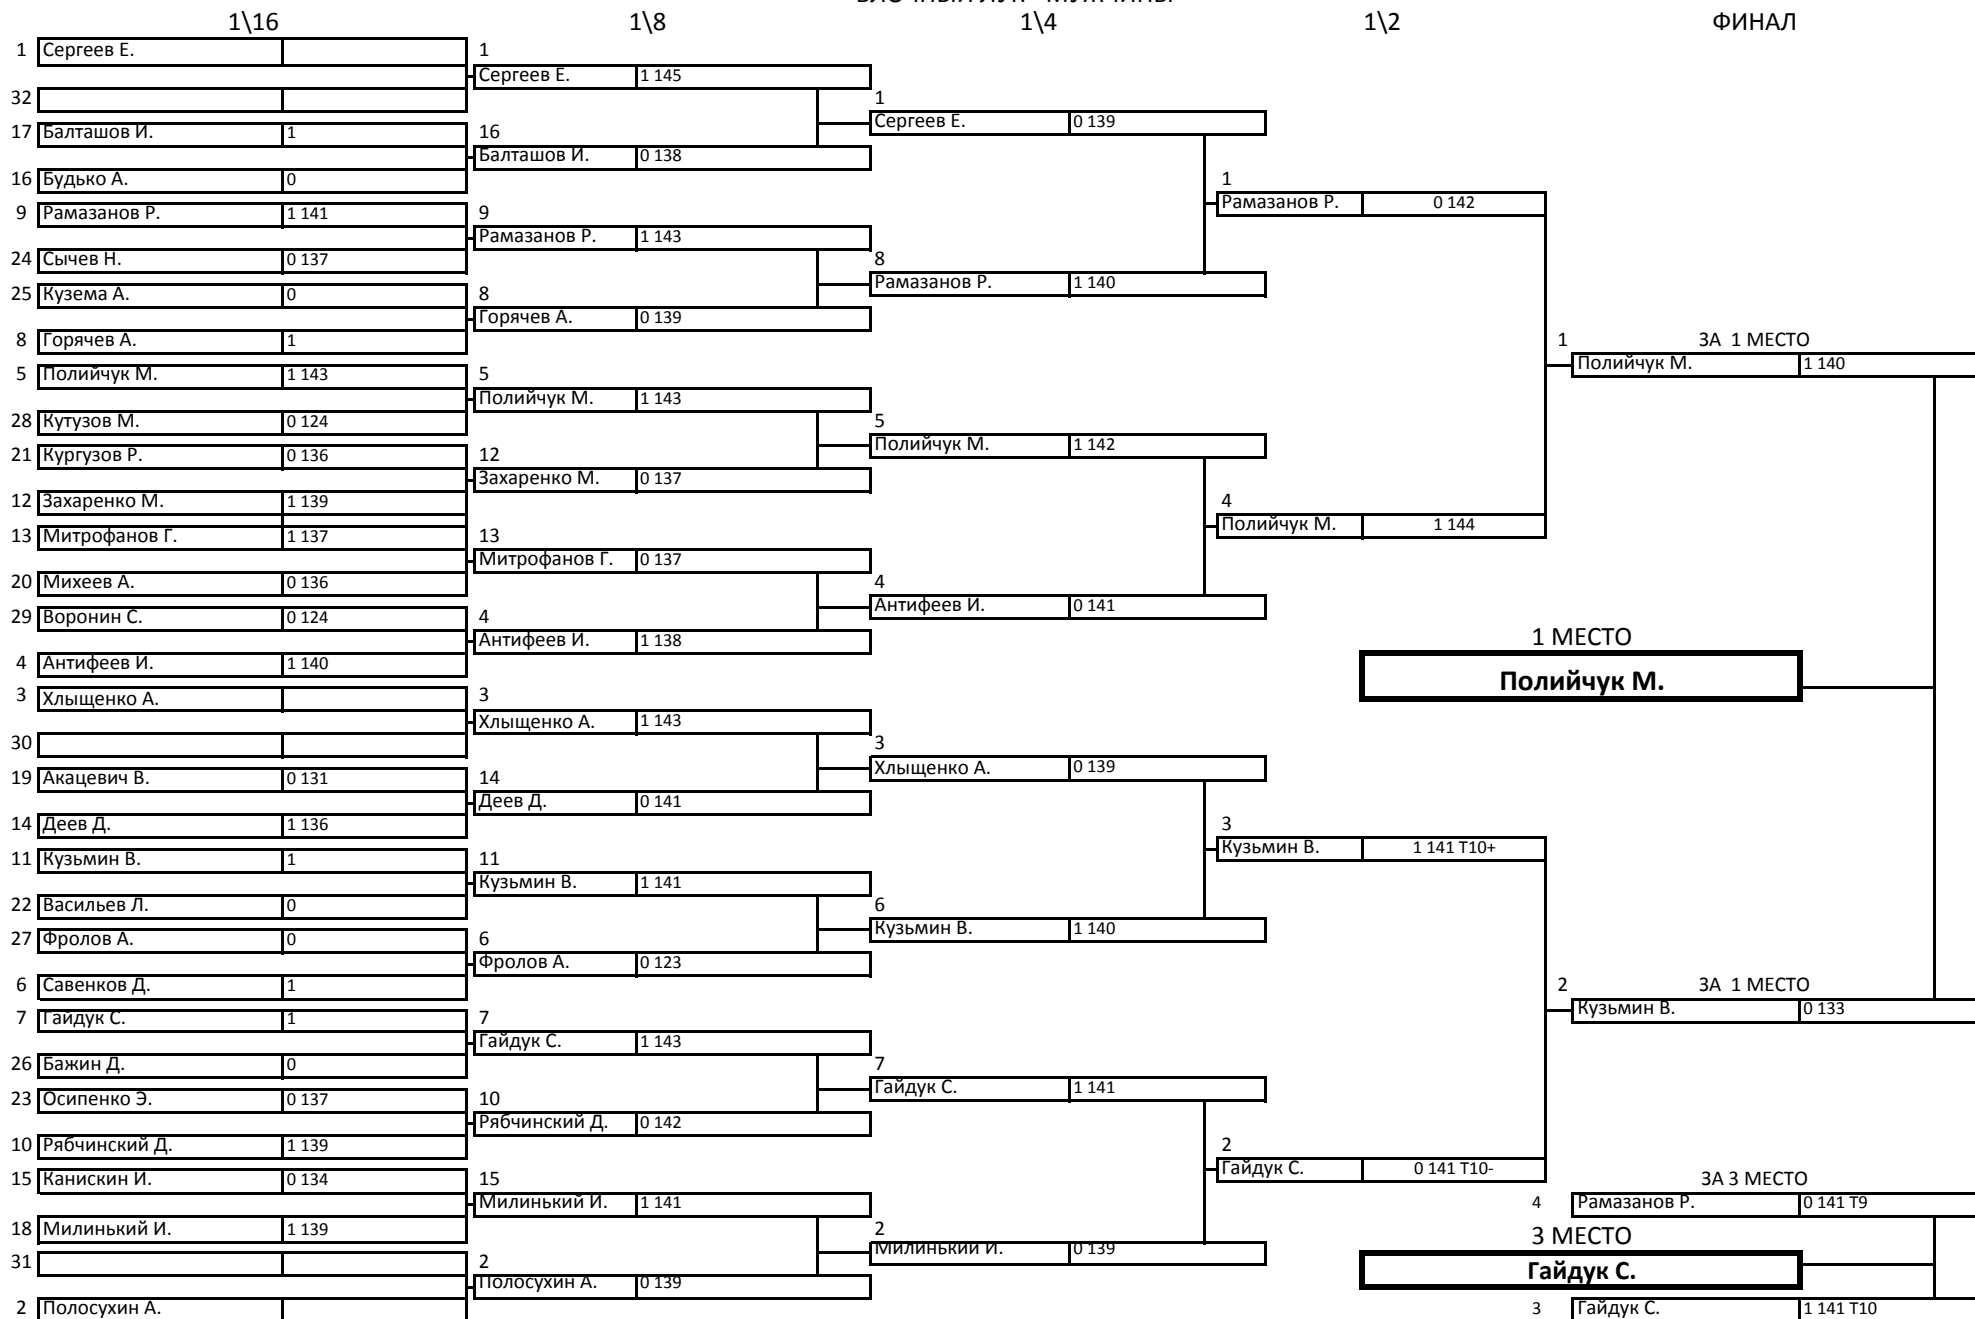 1\16 1\8 1\4 1\2 ФИНАЛ
1 Сергеев Е. 1
Сергеев Е. 1 145
32 1
17 Балташов И. 1 16 Сергеев Е. 0 139
Балташов И. 0 138
16 Будько А. 0 1
9 Рамазанов Р. 1 141 9 Рамазанов Р. 0 142
Рамазанов Р. 1 143
24 Сычев Н. 0 137 8
25 Кузема А. 0 8 Рамазанов Р. 1 140
Горячев А. 0 139
8 Горячев А. 1 1 ЗА 1 МЕСТО
5 Полийчук М. 1 143 5 Полийчук М. 1 140
Полийчук М. 1 143
28 Кутузов М. 0 124 5
21 Кургузов Р. 0 136 12 Полийчук М. 1 142
Захаренко М. 0 137
12 Захаренко М. 1 139 4
13 Митрофанов Г. 1 137 13 Полийчук М. 1 144
Митрофанов Г. 0 137
20 Михеев А. 0 136 4
29 Воронин С. 0 124 4 Антифеев И. 0 141
Антифеев И. 1 138 1 МЕСТО
4 Антифеев И. 1 140
3 Хлыщенко А. 3 Полийчук М.
Хлыщенко А. 1 143
30 3
19 Акацевич В. 0 131 14 Хлыщенко А. 0 139
Деев Д. 0 141
14 Деев Д. 1 136 3
11 Кузьмин В. 1 11 Кузьмин В. 1 141 Т10+
Кузьмин В. 1 141
22 Васильев Л. 0 6
27 Фролов А. 0 6 Кузьмин В. 1 140
Фролов А. 0 123
6 Савенков Д. 1 2 ЗА 1 МЕСТО
7 Гайдук С. 1 7 Кузьмин В. 0 133
Гайдук С. 1 143
26 Бажин Д. 0 7
23 Осипенко Э. 0 137 10 Гайдук С. 1 141
Рябчинский Д. 0 142
10 Рябчинский Д. 1 139 2
15 Канискин И. 0 134 15 Гайдук С. 0 141 Т10- ЗА 3 МЕСТО
Милинький И. 1 141 4 Рамазанов Р. 0 141 Т9
18 Милинький И. 1 139 2 3 МЕСТО
31 2 Милинький И. 0 139 Гайдук С.
Полосухин А. 0 139
2 Полосухин А. 3 Гайдук С. 1 141 Т10